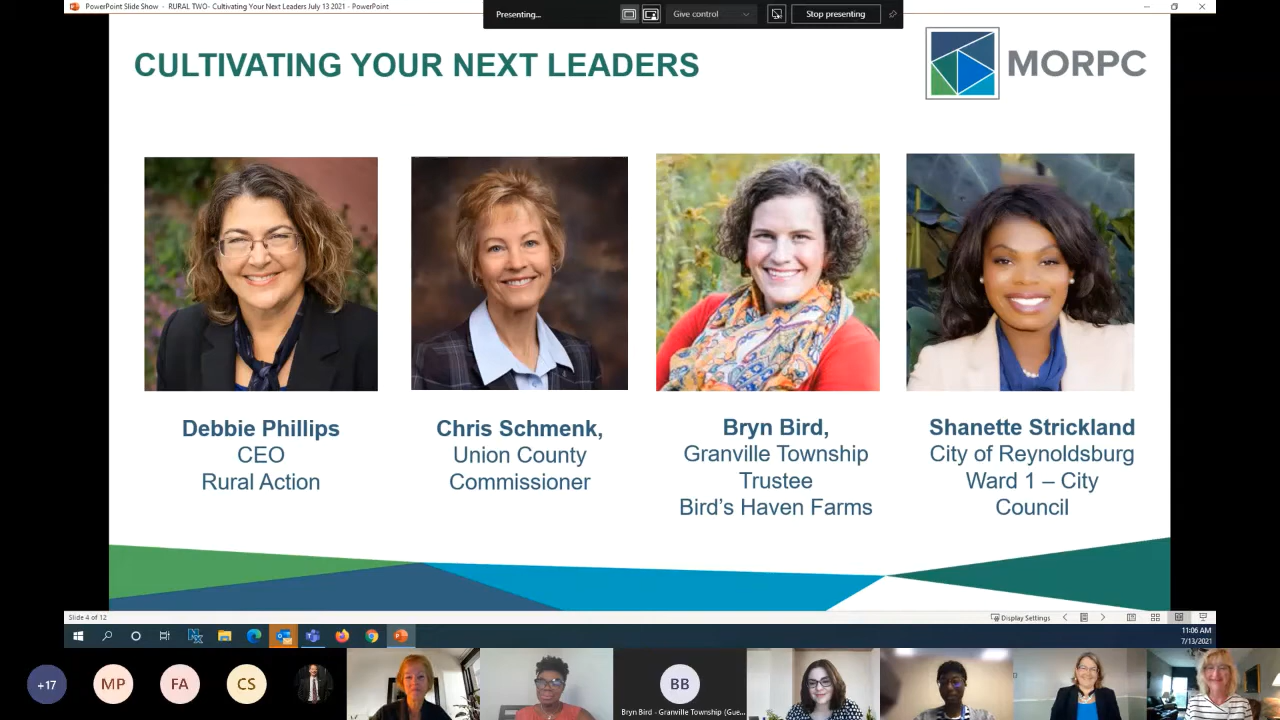 PowerPoint Slide Show - RURAL TWO- Cultivating Your Next Leaders July 13 2021 - PowerPoint
Presenting...
Give control
Stop presenting
CULTIVATING YOUR NEXT LEADERS
MORPC
Debbie Phillips
CEO
Rural Action
Chris Schmenk,
Union County
Commissioner
Bryn Bird,
Granville Township
Trustee
Bird's Haven Farms
Shanette Strickland
City of Reynoldsburg
Ward 1 – City
Council
Slide 4 of 12
Display Settings
11:06 AM
7/13/2021
+17
MP
FA
CS
BB
Bryn Bird - Granville Township (Gue...